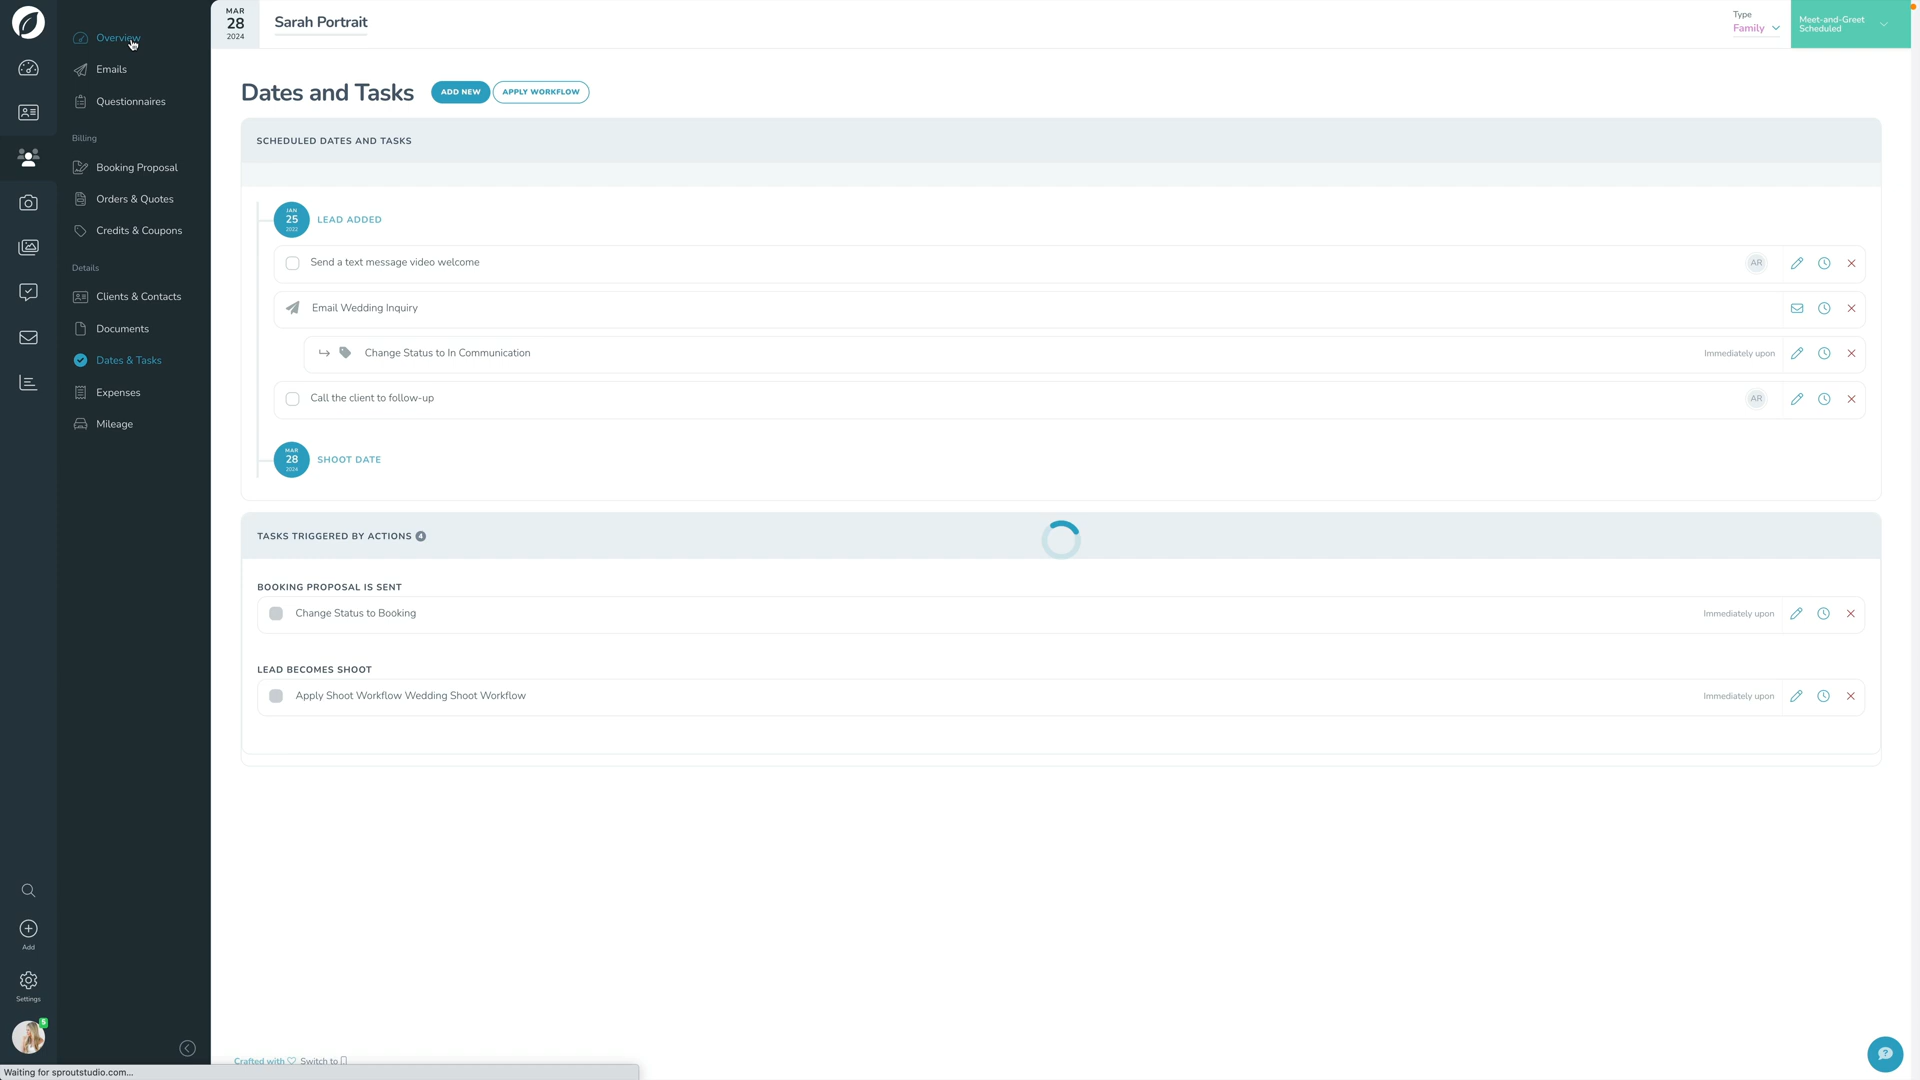 MAR
28
2024
Sarah Portrait
Type
Family
Meet-and-Greet
Scheduled
Overview
Emails
Questionnaires
Billing
Booking Proposal
Orders & Quotes
Credits & Coupons
Details
Clients & Contacts
Documents
Dates & Tasks
Expenses
Mileage
Add
Settings
5
Dates and Tasks
ADD NEW
APPLY WORKFLOW
SCHEDULED DATES AND TASKS
JAN
25
2022
LEAD ADDED
Send a text message video welcome
AR
Email Wedding Inquiry
Change Status to In Communication
Immediately upon
Call the client to follow-up
AR
MAR
28
2024
SHOOT DATE
TASKS TRIGGERED BY ACTIONS 4
BOOKING PROPOSAL IS SENT
Change Status to Booking
Immediately upon
LEAD BECOMES SHOOT
Apply Shoot Workflow Wedding Shoot Workflow
Immediately upon
Crafted with Switch to
Waiting for sproutstudio.com...